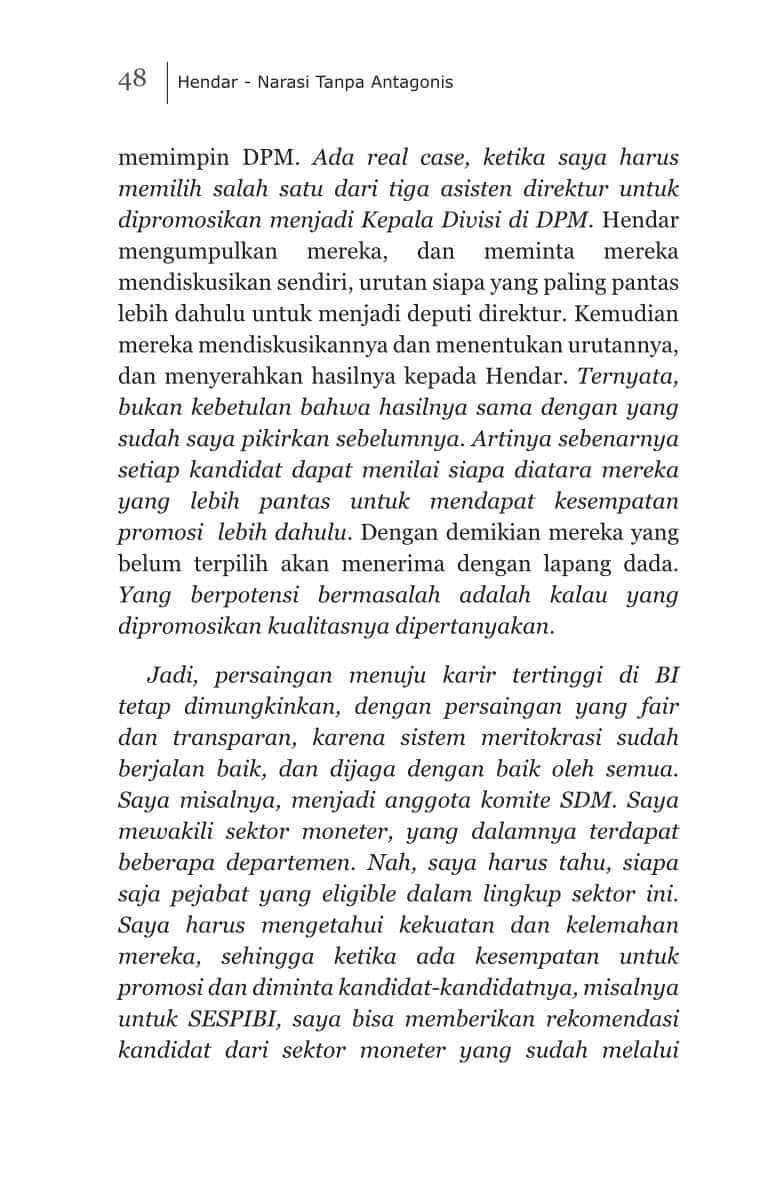 48
Hendar - Narasi Tanpa Antagonis
memimpin DPM. Ada real case, ketika saya harus
memilih salah satu dari tiga asisten direktur untuk
dipromosikan menjadi Kepala Divisi di DPM. Hendar
mengumpulkan mereka, dan meminta mereka
mendiskusikan sendiri, urutan siapa yang paling pantas
lebih dahulu untuk menjadi deputi direktur. Kemudian
mereka mendiskusikannya dan menentukan urutannya,
dan menyerahkan hasilnya kepada Hendar. Ternyata,
bukan kebetulan bahwa hasilnya sama dengan yang
sudah saya pikirkan sebelumnya. Artinya sebenarnya
setiap kandidat dapat menilai siapa diatara mereka
yang lebih pantas untuk mendapat kesempatan
promosi lebih dahulu. Dengan demikian mereka yang
belum terpilih akan menerima dengan lapang dada.
Yang berpotensi bermasalah adalah kalau yang
dipromosikan kualitasnya dipertanyakan.
Jadi, persaingan menuju karir tertinggi di BI
tetap dimungkinkan, dengan persaingan yang fair
dan transparan, karena sistem meritokrasi sudah
berjalan baik, dan dijaga dengan baik oleh semua.
Saya misalnya, menjadi anggota komite SDM. Saya
mewakili sektor moneter, yang dalamnya terdapat
beberapa departemen. Nah, saya harus tahu, siapa
saja pejabat yang eligible dalam lingkup sektor ini.
Saya harus mengetahui kekuatan dan kelemahan
mereka, sehingga ketika ada kesempatan untuk
promosi dan diminta kandidat-kandidatnya, misalnya
untuk SESPIBI, saya bisa memberikan rekomendasi
kandidat dari sektor moneter yang sudah melalui